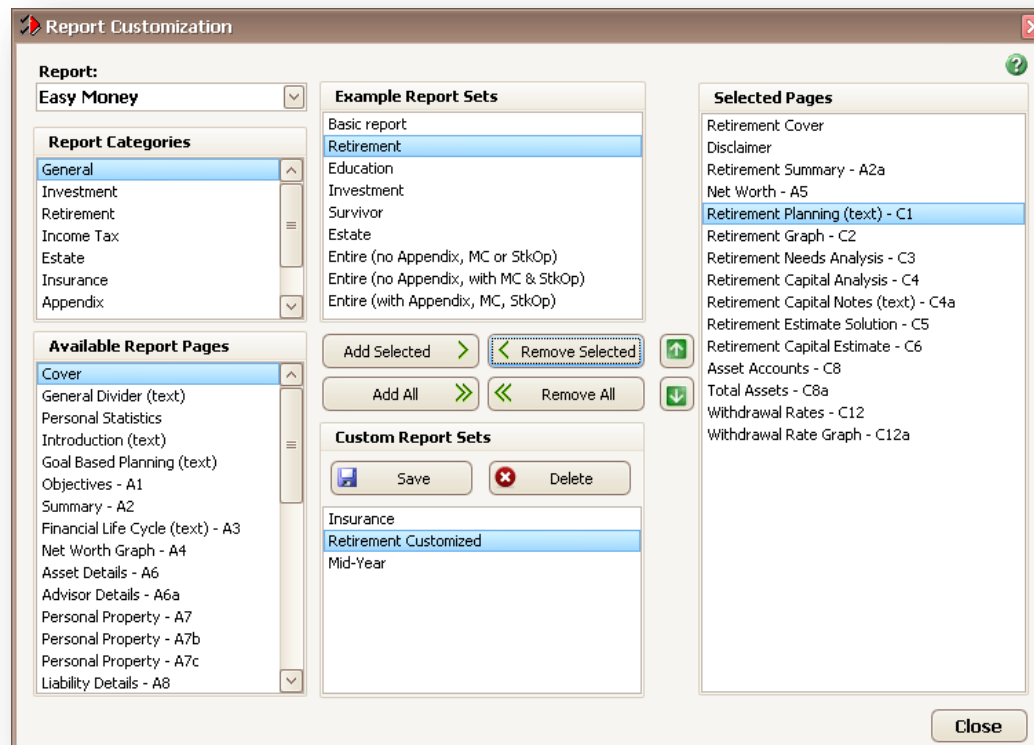 Report Customization
Report:
Easy Money
Report Categories
General
Investment
Retirement
Income Tax
Estate
Insurance
Appendix
Available Report Pages
Cover
General Divider (text)
Personal Statistics
Introduction (text)
Goal Based Planning (text)
Objectives - A1
Summary - A2
Financial Life Cycle (text) - A3
Net Worth Graph - A4
Asset Details - A6
Advisor Details - A6a
Personal Property - A7
Personal Property - A7b
Personal Property - A7c
Liability Details - A8
Example Report Sets
Basic report
Retirement
Education
Investment
Survivor
Estate
Entire (no Appendix, MC or StkOp)
Entire (no Appendix, with MC & StkOp)
Entire (with Appendix, MC, StkOp)
Add Selected
Remove Selected
Add All
Remove All
Custom Report Sets
Save
Delete
Insurance
Retirement Customized
Mid-Year
Selected Pages
Retirement Cover
Disclaimer
Retirement Summary - A2a
Net Worth - A5
Retirement Planning (text) - C1
Retirement Graph - C2
Retirement Needs Analysis - C3
Retirement Capital Analysis - C4
Retirement Capital Notes (text) - C4a
Retirement Estimate Solution - C5
Retirement Capital Estimate - C6
Asset Accounts - C8
Total Assets - C8a
Withdrawal Rates - C12
Withdrawal Rate Graph - C12a
Close